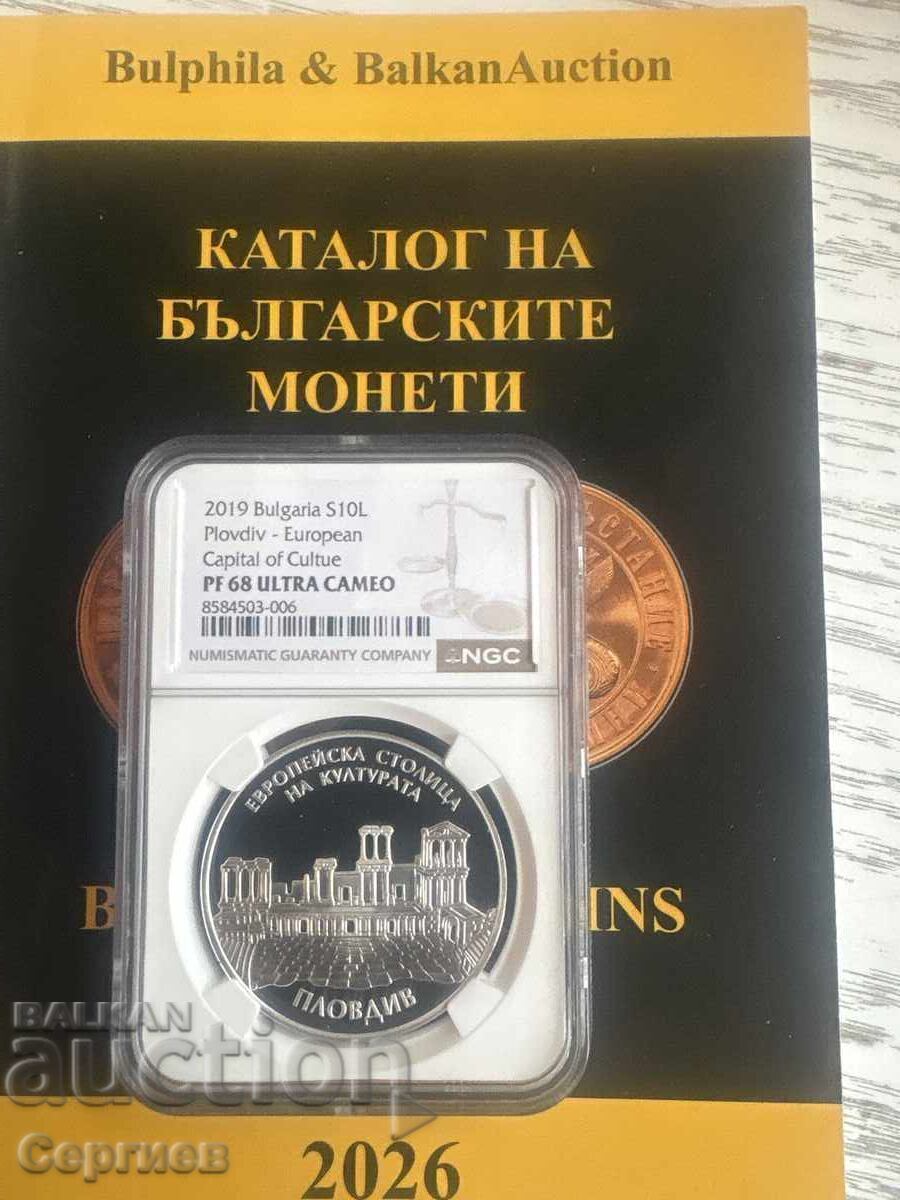 Bulphila & BalkanAuction
КАТАЛОГ НА
БЪЛГАРСКИТЕ
МОНЕТИ
2019 Bulgaria S10L
Plovdiv - European
Capital of Cultue
PF 68 ULTRA CAMEO
8584503-006
NUMISMATIC GUARANTY COMPANY
NGC
ЕВРОПЕЙСКА СТОЛИЦА
НА КУЛТУРАТА
ПЛОВДИВ
B INS
BALKAN
auction
Сергиев
2026